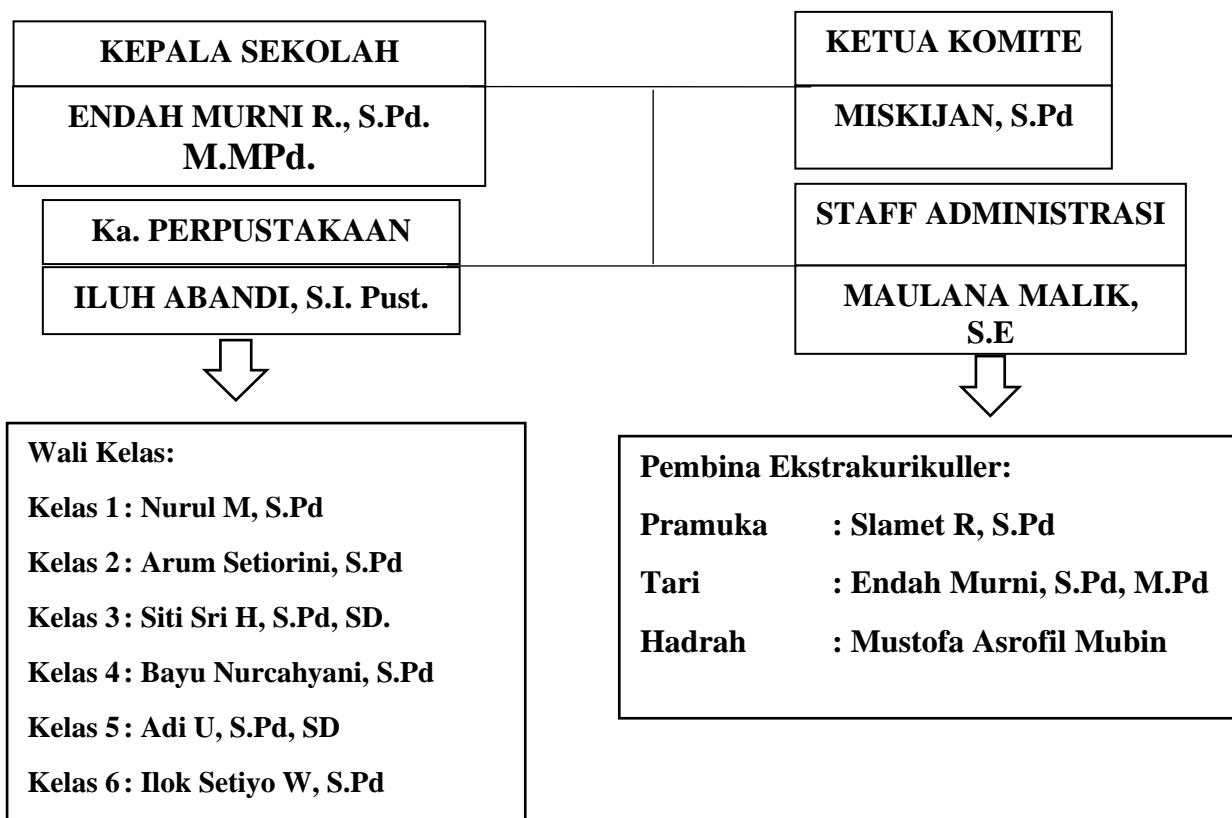 KEPALA SEKOLAH
ENDAH MURNI R., S.Pd.
M.MPd.
KETUA KOMITE
MISKIJAN, S.Pd
Ka. PERPUSTAKAAN
ILUH ABANDI, S.I. Pust.
STAFF ADMINISTRASI
MAULANA MALIK,
S.E
Wali Kelas:
Kelas 1: Nurul M, S.Pd
Kelas 2: Arum Setiorini, S.Pd
Kelas 3: Siti Sri H, S.Pd, SD.
Kelas 4: Bayu Nurcahyani, S.Pd
Kelas 5: Adi U, S.Pd, SD
Kelas 6: Ilok Setiyo W, S.Pd
Pembina Ekstrakurikuller:
Pramuka : Slamet R, S.Pd
Tari : Endah Murni, S.Pd, M.Pd
Hadrah : Mustofa Asrofil Mubin